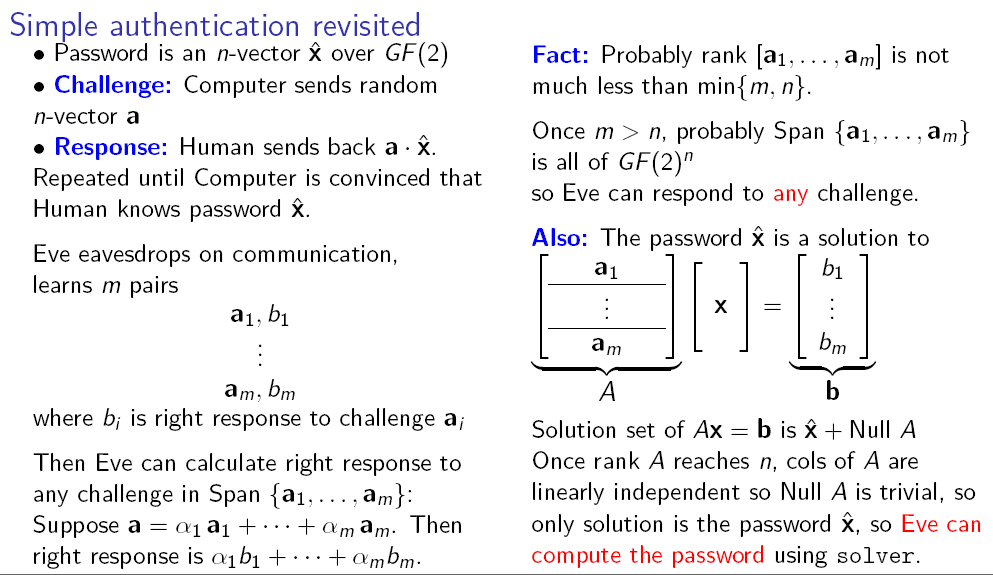 Simple authentication revisited
• Password is an n-vector x̂ over GF(2)
• Challenge: Computer sends random
n-vector a
• Response: Human sends back a · x̂.
Repeated until Computer is convinced that
Human knows password x̂.
Eve eavesdrops on communication,
learns m pairs
a₁, b₁
⋮
aₘ, bₘ
where bᵢ is right response to challenge aᵢ
Then Eve can calculate right response to
any challenge in Span {a₁, . . . , aₘ}:
Suppose a = α₁ a₁ + · · · + αₘ aₘ. Then
right response is α₁b₁ + · · · + αₘbₘ.
Fact: Probably rank [a₁, . . . , aₘ] is not
much less than min{m, n}.
Once m > n, probably Span {a₁, . . . , aₘ}
is all of GF(2)ⁿ
so Eve can respond to any challenge.
Also: The password x̂ is a solution to
a₁ b₁
⋮ x = ⋮
aₘ bₘ
A b
Solution set of Ax = b is x̂ + Null A
Once rank A reaches n, cols of A are
linearly independent so Null A is trivial, so
only solution is the password x̂, so Eve can
compute the password using solver.